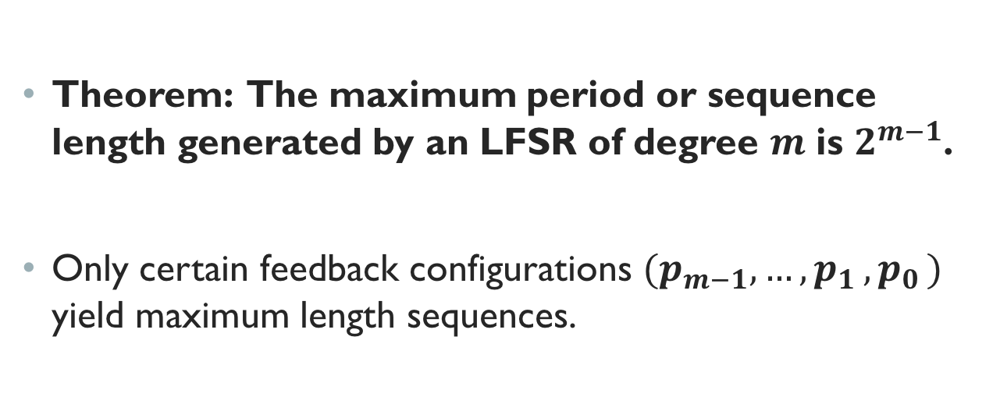 • Theorem: The maximum period or sequence
length generated by an LFSR of degree m is 2^{m−1}.
• Only certain feedback configurations (p_{m−1}, … , p_1 , p_0 )
yield maximum length sequences.